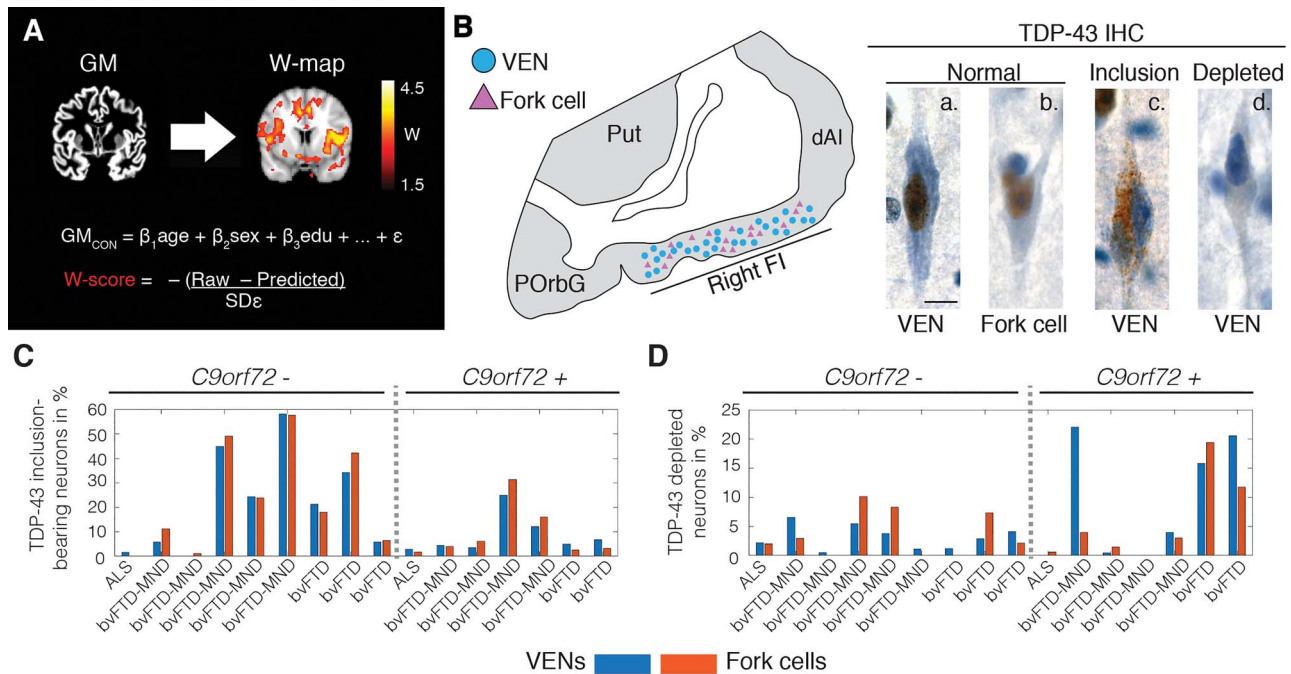 A
GM
W-map
4.5
W
1.5
GM_CON = β₁age + β₂sex + β₃edu + ... + ε
W-score = – (Raw – Predicted)
SDε
B
VEN
Fork cell
Put
dAI
POrbG
Right FI
TDP-43 IHC
Normal
Inclusion
Depleted
a.
b.
c.
d.
VEN
Fork cell
VEN
VEN
C
C9orf72 -
C9orf72 +
TDP-43 inclusion-
bearing neurons in %
60
50
40
30
20
10
0
ALS
bvFTD-MND
bvFTD-MND
bvFTD-MND
bvFTD-MND
bvFTD-MND
bvFTD
bvFTD
bvFTD
ALS
bvFTD-MND
bvFTD-MND
bvFTD-MND
bvFTD-MND
bvFTD
bvFTD
D
C9orf72 -
C9orf72 +
TDP-43 depleted
neurons in %
25
20
15
10
5
0
ALS
bvFTD-MND
bvFTD-MND
bvFTD-MND
bvFTD-MND
bvFTD-MND
bvFTD
bvFTD
bvFTD
ALS
bvFTD-MND
bvFTD-MND
bvFTD-MND
bvFTD-MND
bvFTD
bvFTD
VENs
Fork cells